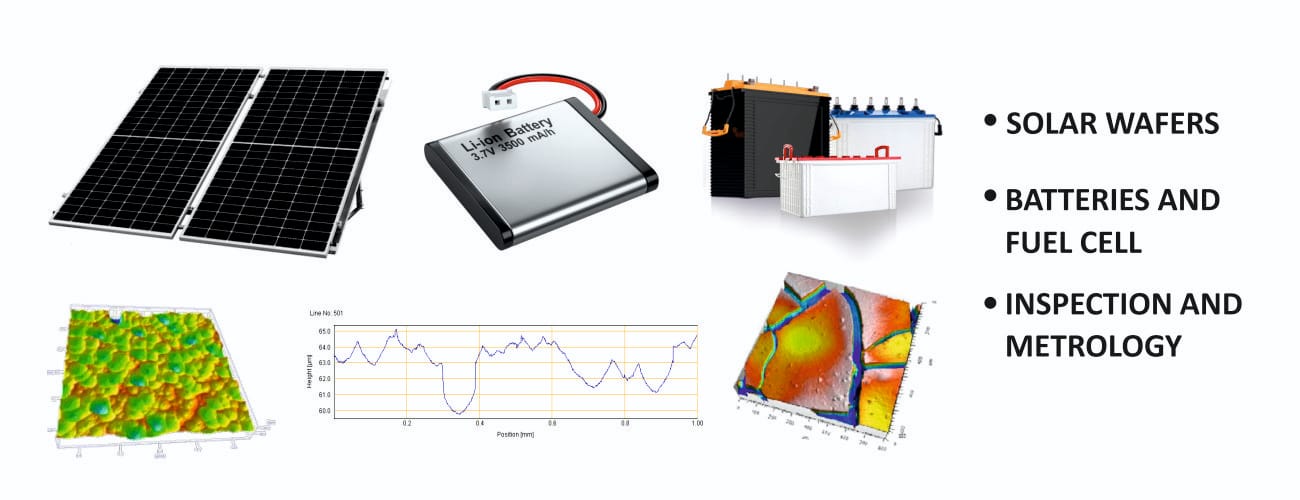 Li-ion Battery
3.7V 3500 mA/h
• SOLAR WAFERS
• BATTERIES AND
FUEL CELL
• INSPECTION AND
METROLOGY
Line No: 501
65.0
64.0
63.0
62.0
61.0
60.0
Height [µm]
0.2 0.4 0.6 0.8 1.00
Position [mm]